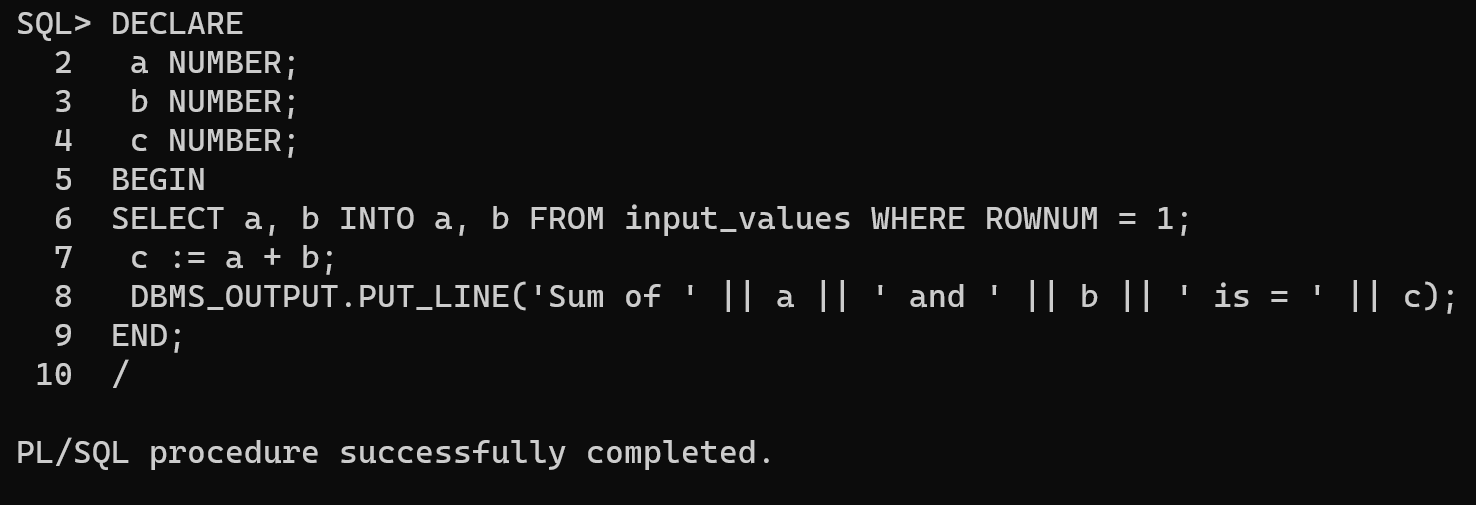 SQL> DECLARE
  2   a NUMBER;
  3   b NUMBER;
  4   c NUMBER;
  5  BEGIN
  6  SELECT a, b INTO a, b FROM input_values WHERE ROWNUM = 1;
  7   c := a + b;
  8   DBMS_OUTPUT.PUT_LINE('Sum of ' || a || ' and ' || b || ' is = ' || c);
  9  END;
 10  /
PL/SQL procedure successfully completed.